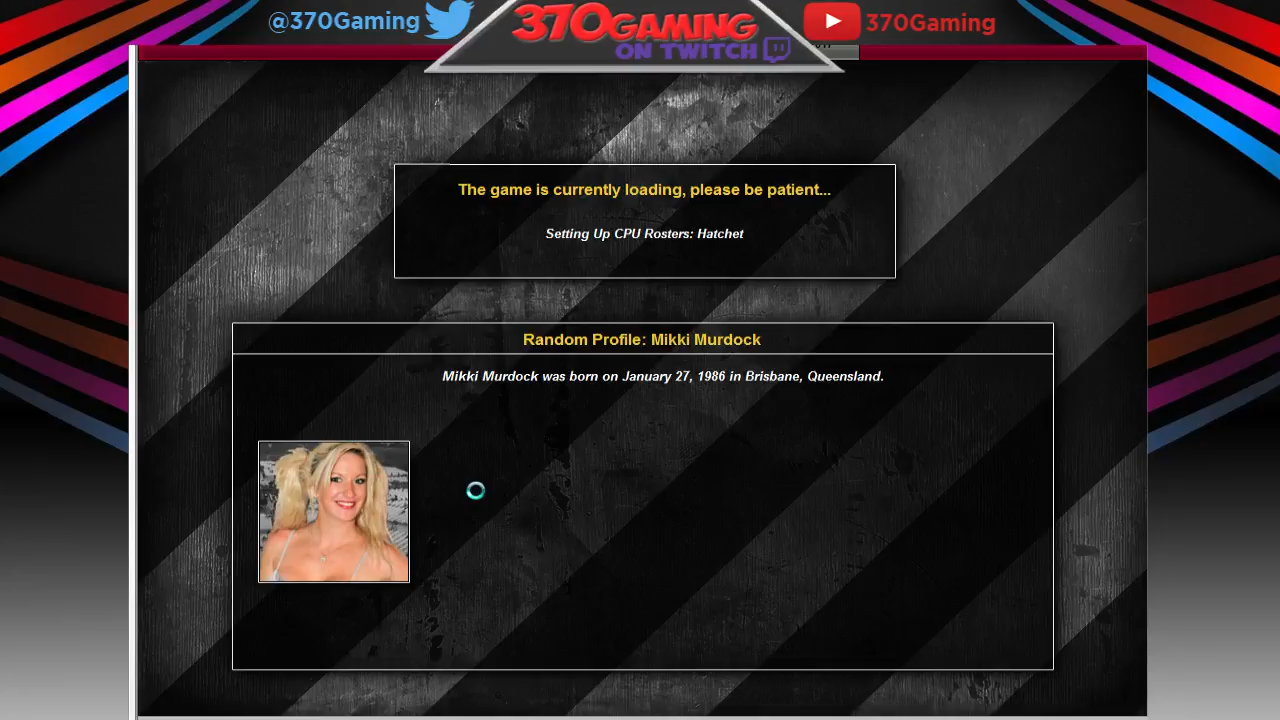 @370Gaming
370GAMING
ON TWITCH
370Gaming
The game is currently loading, please be patient...
Setting Up CPU Rosters: Hatchet
Random Profile: Mikki Murdock
Mikki Murdock was born on January 27, 1986 in Brisbane, Queensland.